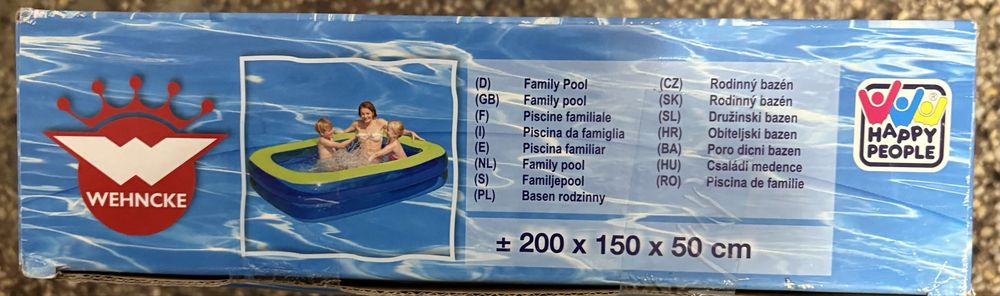 WEHNCKE
(D) Family Pool
(GB) Family pool
(F) Piscine familiale
(I) Piscina da famiglia
(E) Piscina familiar
(NL) Family pool
(S) Familjepool
(PL) Basen rodzinny
(CZ) Rodinný bazén
(SK) Rodinný bazén
(SL) Družinski bazen
(HR) Obiteljski bazen
(BA) Poro dicni bazen
(HU) Családi medence
(RO) Piscina de familie
± 200 x 150 x 50 cm
HAPPY
PEOPLE